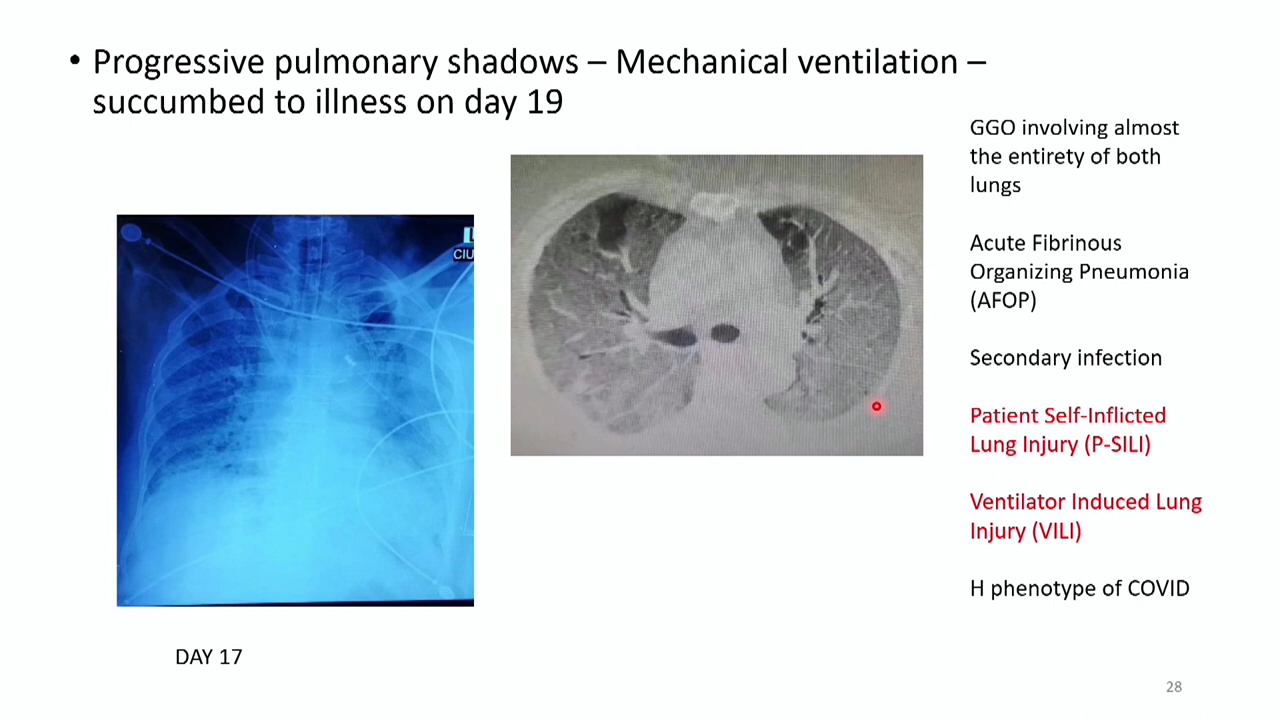 • Progressive pulmonary shadows – Mechanical ventilation –
succumbed to illness on day 19
GGO involving almost
the entirety of both
lungs
Acute Fibrinous
Organizing Pneumonia
(AFOP)
Secondary infection
Patient Self-Inflicted
Lung Injury (P-SILI)
Ventilator Induced Lung
Injury (VILI)
H phenotype of COVID
L
CIU
DAY 17
28